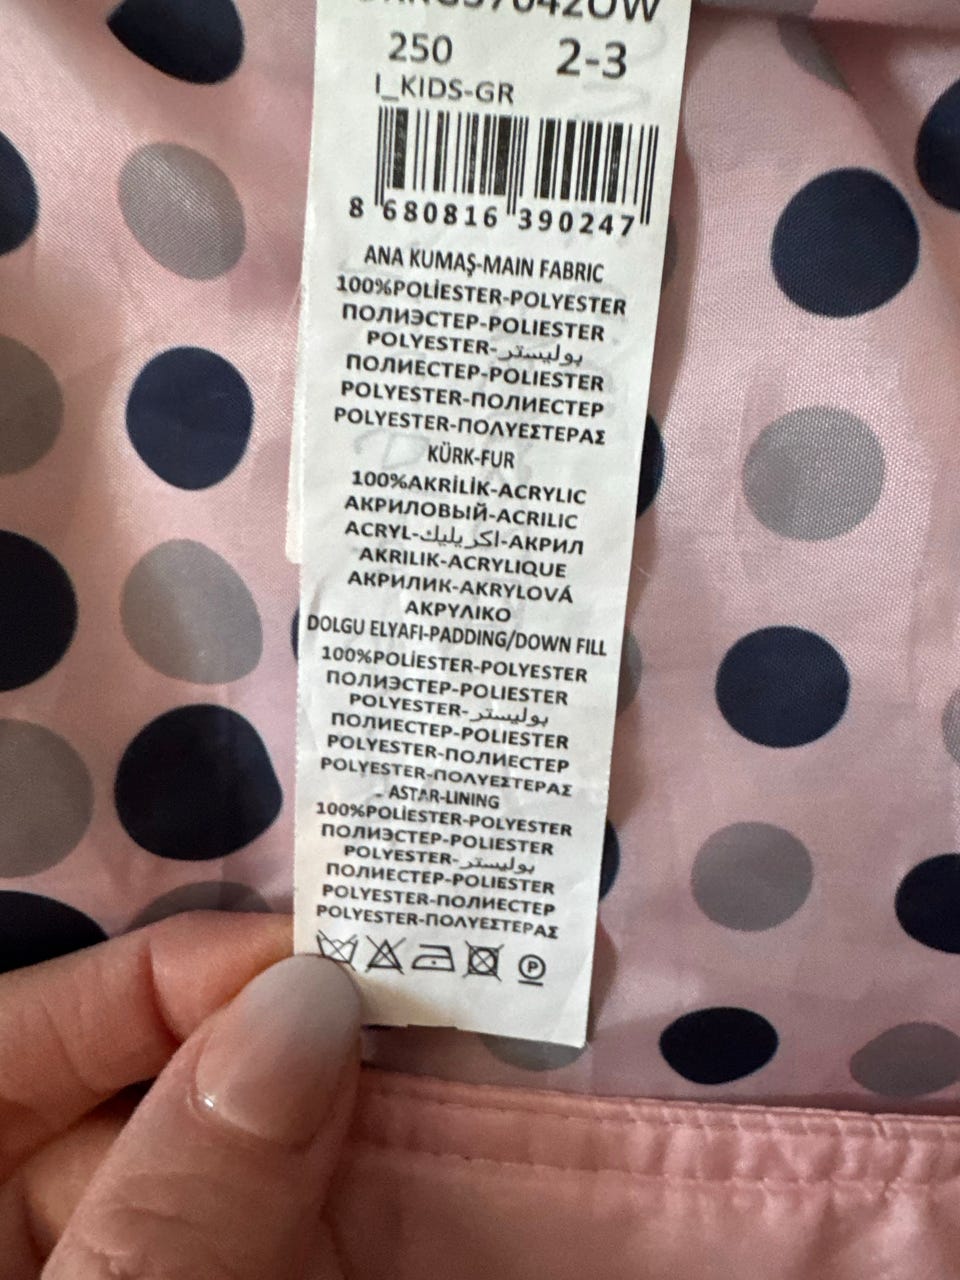 250 2-3
I_KIDS-GR
8 680816 390247
ANA KUMAŞ-MAIN FABRIC
100%POLİESTER-POLYESTER
ПОЛИЭСТЕР-POLIESTER
POLYESTER-بوليستر
ПОЛИЕСТЕР-POLIESTER
POLYESTER-ПОЛИЕСТЕР
POLYESTER-ΠΟΛΥΕΣΤΕΡΑΣ
KÜRK-FUR
100%AKRİLİK-ACRYLIC
АКРИЛОВЫЙ-ACRILIC
ACRYL-اكريليك-АКРИЛ
AKRILIK-ACRYLIQUE
АКРИЛИК-AKRYLOVÁ
ΑΚΡΥΛΙΚΟ
DOLGU ELYAFI-PADDING/DOWN FILL
100%POLİESTER-POLYESTER
ПОЛИЭСТЕР-POLIESTER
POLYESTER-بوليستر
ПОЛИЕСТЕР-POLIESTER
POLYESTER-ПОЛИЕСТЕР
POLYESTER-ΠΟΛΥΕΣΤΕΡΑΣ
ASTAR-LINING
100%POLİESTER-POLYESTER
ПОЛИЭСТЕР-POLIESTER
POLYESTER-بوليستر
ПОЛИЕСТЕР-POLIESTER
POLYESTER-ПОЛИЕСТЕР
POLYESTER-ΠΟΛΥΕΣΤΕΡΑΣ
P